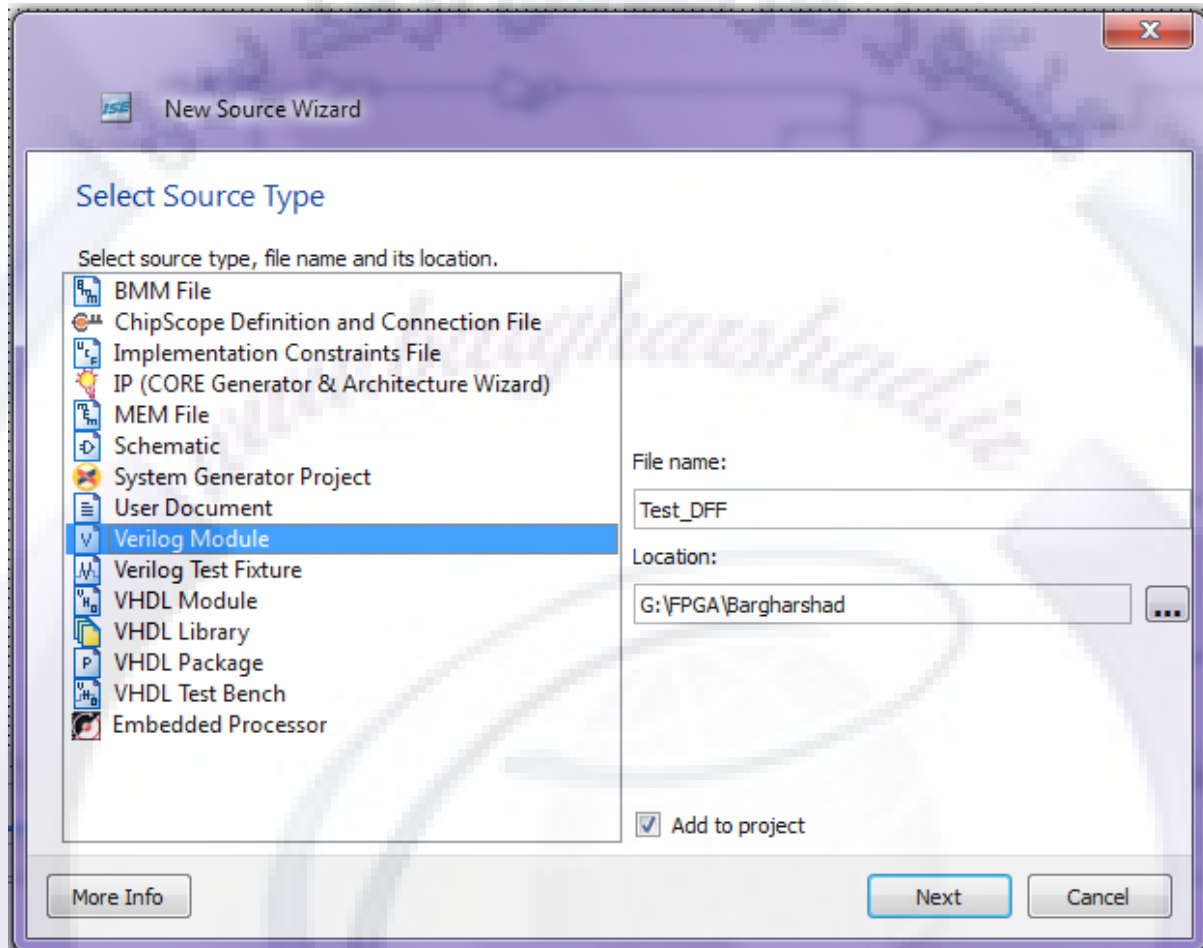 New Source Wizard
Select Source Type
Select source type, file name and its location.
BMM File
ChipScope Definition and Connection File
Implementation Constraints File
IP (CORE Generator & Architecture Wizard)
MEM File
Schematic
System Generator Project
User Document
Verilog Module
Verilog Test Fixture
VHDL Module
VHDL Library
VHDL Package
VHDL Test Bench
Embedded Processor
File name:
Test_DFF
Location:
G:\FPGA\Bargharshad
...
Add to project
More Info
Next
Cancel